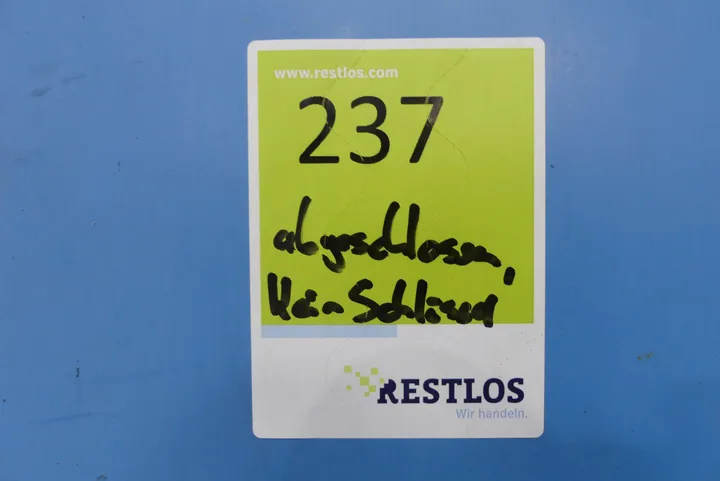 www.restlos.com
237
abgeschlossen,
Kein Schlüssel
RESTLOS
Wir handeln.